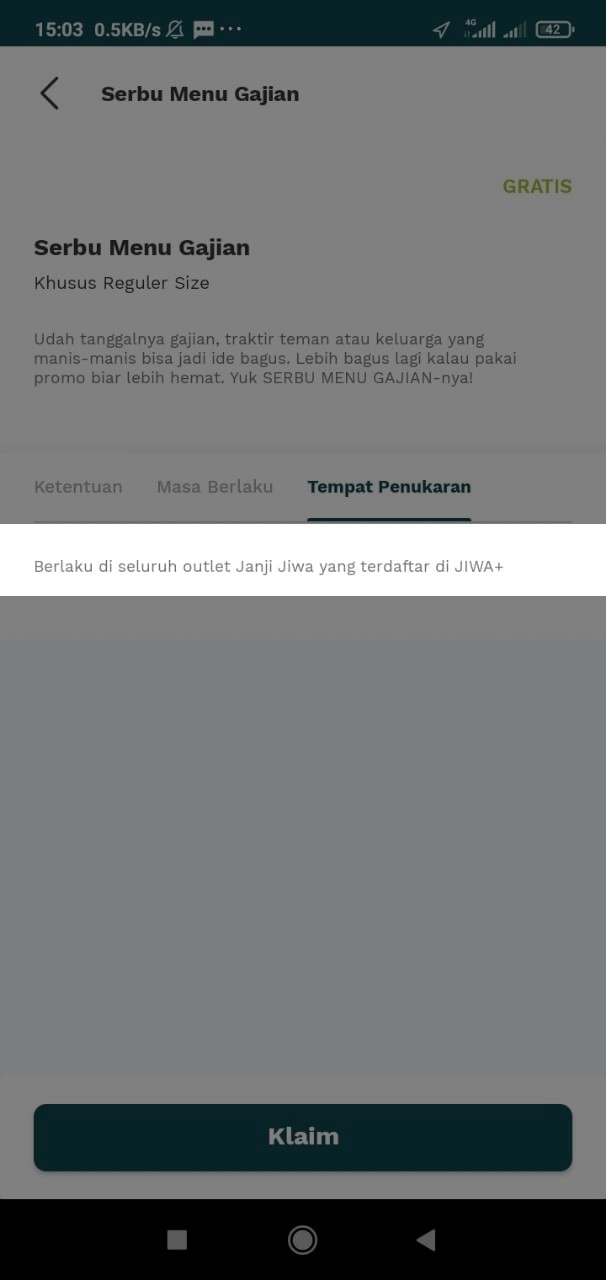 15:03 0.5KB/s ... 4G 42
Serbu Menu Gajian
GRATIS
Serbu Menu Gajian
Khusus Reguler Size
Udah tanggalnya gajian, traktir teman atau keluarga yang
manis-manis bisa jadi ide bagus. Lebih bagus lagi kalau pakai
promo biar lebih hemat. Yuk SERBU MENU GAJIAN-nya!
Ketentuan Masa Berlaku Tempat Penukaran
Berlaku di seluruh outlet Janji Jiwa yang terdaftar di JIWA+
Klaim